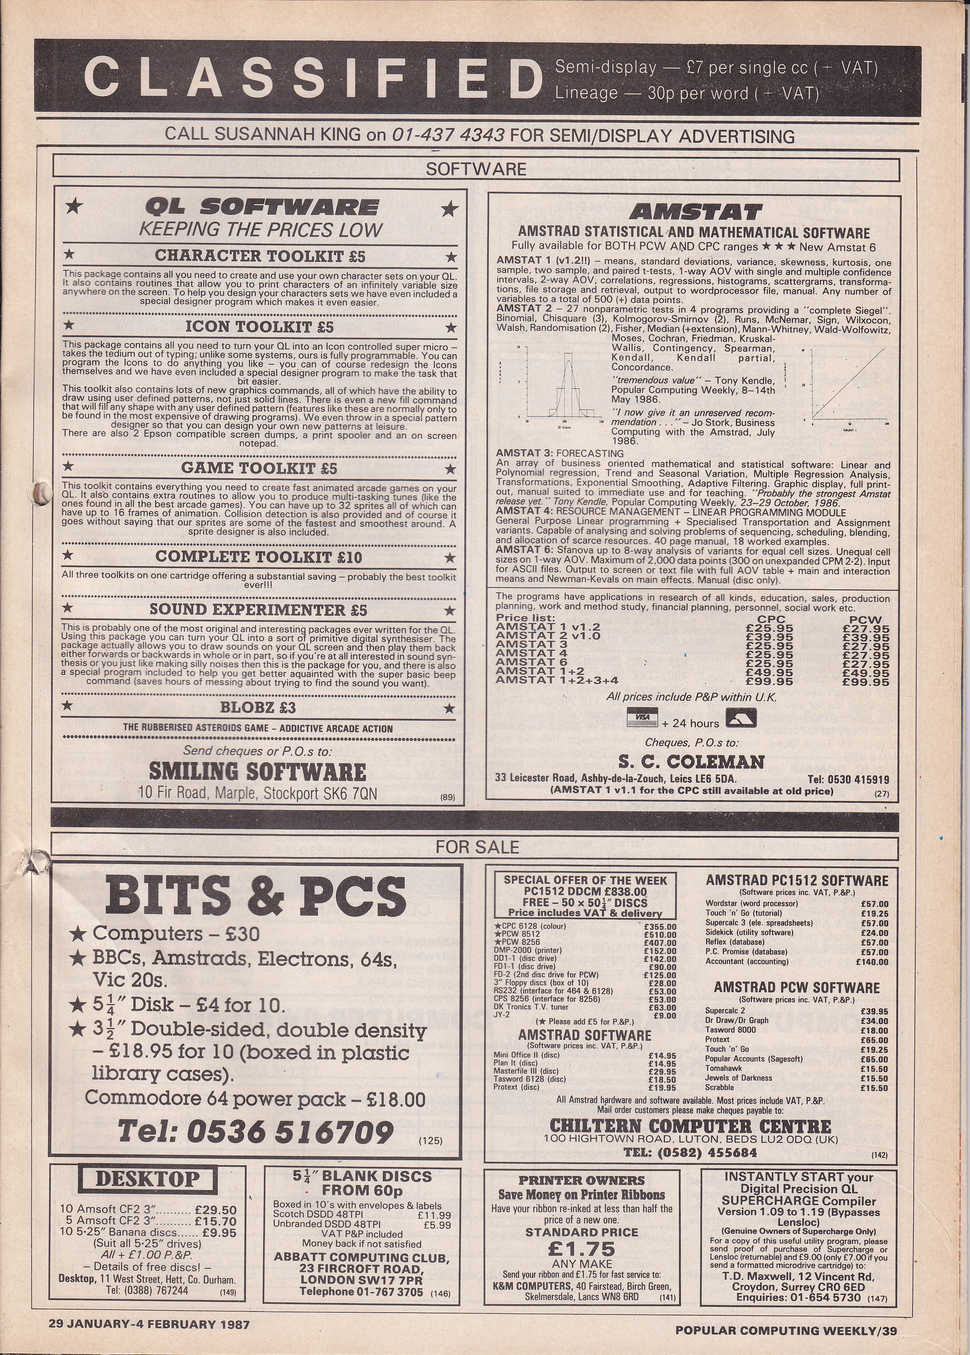 CLASSIFIED
Semi-display — £7 per single cc ( + VAT)
Lineage — 30p per word ( + VAT)
CALL SUSANNAH KING on 01-437 4343 FOR SEMI/DISPLAY ADVERTISING
SOFTWARE
★ QL SOFTWARE ★
KEEPING THE PRICES LOW
★ CHARACTER TOOLKIT £5 ★
This package contains all you need to create and use your own character sets on your QL.
It also contains routines that allow you to print characters of an infinitely variable size
anywhere on the screen. To help you design your characters sets we have even included a
special designer program which makes it even easier.
★ ICON TOOLKIT £5 ★
This package contains all you need to turn your QL into an Icon controlled super micro –
takes the tedium out of typing; unlike some systems, ours is fully programmable. You can
program the Icons to do anything you like – you can of course redesign the Icons
themselves and we have even included a special designer program to make the task that
bit easier.
This toolkit also contains lots of new graphics commands, all of which have the ability to
draw using user defined patterns, not just solid lines. There is even a new fill command
that will fill any shape with any user defined pattern (features like these are normally only to
be found in the most expensive of drawing programs). We even throw in a special pattern
designer so that you can design your own new patterns at leisure.
There are also 2 Epson compatible screen dumps, a print spooler and an on screen
notepad.
★ GAME TOOLKIT £5 ★
This toolkit contains everything you need to create fast animated arcade games on your
QL. It also contains extra routines to allow you to produce multi-tasking tunes (like the
ones found in all the best arcade games). You can have up to 32 sprites all of which can
have up to 16 frames of animation. Collision detection is also provided and of course it
goes without saying that our sprites are some of the fastest and smoothest around. A
sprite designer is also included.
★ COMPLETE TOOLKIT £10 ★
All three toolkits on one cartridge offering a substantial saving – probably the best toolkit
ever!!!
★ SOUND EXPERIMENTER £5 ★
This is probably one of the most original and interesting packages ever written for the QL.
Using this package you can turn your QL into a sort of primitive digital synthesiser. The
package actually allows you to draw sounds on your QL screen and then play them back
either forwards or backwards in whole or in part, so if you're at all interested in sound syn-
thesis or you just like making silly noises then this is the package for you, and there is also
a special program included to help you get better aquainted with the super basic beep
command (saves hours of messing about trying to find the sound you want).
★ BLOBZ £3 ★
THE RUBBERISED ASTEROIDS GAME – ADDICTIVE ARCADE ACTION
Send cheques or P.O.s to:
SMILING SOFTWARE
10 Fir Road, Marple, Stockport SK6 7QN (89)
AMSTAT
AMSTRAD STATISTICAL AND MATHEMATICAL SOFTWARE
Fully available for BOTH PCW AND CPC ranges ★ ★ ★ New Amstat 6
AMSTAT 1 (v1.2!!) – means, standard deviations, variance, skewness, kurtosis, one
sample, two sample, and paired t-tests, 1-way AOV with single and multiple confidence
intervals, 2-way AOV; correlations, regressions, histograms, scattergrams, transforma-
tions, file storage and retrieval, output to wordprocessor file, manual. Any number of
variables to a total of 500 (+) data points.
AMSTAT 2 – 27 nonparametric tests in 4 programs providing a "complete Siegel".
Binomial, Chisquare (3), Kolmogorov-Smirnov (2), Runs, McNemar, Sign, Wilxocon,
Walsh, Randomisation (2), Fisher, Median (+extension), Mann-Whitney, Wald-Wolfowitz,
Moses, Cochran, Friedman, Kruskal-
Wallis, Contingency, Spearman,
Kendall, Kendall partial,
Concordance.
"tremendous value" – Tony Kendle,
Popular Computing Weekly, 8–14th
May 1986.
"I now give it an unreserved recom-
mendation . . ." – Jo Stork, Business
Computing with the Amstrad, July
1986.
AMSTAT 3: FORECASTING
An array of business oriented mathematical and statistical software: Linear and
Polynomial regression, Trend and Seasonal Variation, Multiple Regression Analysis,
Transformations, Exponential Smoothing, Adaptive Filtering. Graphic display, full print-
out, manual suited to immediate use and for teaching. "Probably the strongest Amstat
release yet." Tony Kendle, Popular Computing Weekly, 23–29 October, 1986.
AMSTAT 4: RESOURCE MANAGEMENT – LINEAR PROGRAMMING MODULE
General Purpose Linear programming + Specialised Transportation and Assignment
variants. Capable of analysing and solving problems of sequencing, scheduling, blending,
and allocation of scarce resources. 40 page manual, 18 worked examples.
AMSTAT 6: Sfanova up to 8-way analysis of variants for equal cell sizes. Unequal cell
sizes on 1-way AOV. Maximum of 2,000 data points (300 on unexpanded CPM 2·2). Input
for ASCII files. Output to screen or text file with full AOV table + main and interaction
means and Newman-Kevals on main effects. Manual (disc only).
The programs have applications in research of all kinds, education, sales, production
planning, work and method study, financial planning, personnel, social work etc.
Price list: CPC PCW
AMSTAT 1 v1.2 £25.95 £27.95
AMSTAT 2 v1.0 £39.95 £39.95
AMSTAT 3 £25.95 £27.95
AMSTAT 4 £25.95 £27.95
AMSTAT 6 £25.95 £27.95
AMSTAT 1+2 £49.95 £49.95
AMSTAT 1+2+3+4 £99.95 £99.95
All prices include P&P within U.K.
VISA + 24 hours
Cheques, P.O.s to:
S. C. COLEMAN
33 Leicester Road, Ashby-de-la-Zouch, Leics LE6 5DA. Tel: 0530 415919
(AMSTAT 1 v1.1 for the CPC still available at old price) (27)
FOR SALE
BITS & PCS
★ Computers – £30
★ BBCs, Amstrads, Electrons, 64s,
Vic 20s.
★ 5¼" Disk – £4 for 10.
★ 3½" Double-sided, double density
– £18.95 for 10 (boxed in plastic
library cases).
Commodore 64 power pack – £18.00
Tel: 0536 516709 (125)
SPECIAL OFFER OF THE WEEK
PC1512 DDCM £838.00
FREE – 50 × 50¼" DISCS
Price includes VAT & delivery
★CPC 6128 (colour) £355.00
★PCW 8512 £510.00
★PCW 8256 £407.00
DMP-2000 (printer) £152.00
DD1-1 (disc drive) £142.00
FD1-1 (disc drive) £90.00
FD-2 (2nd disc drive for PCW) £125.00
3" Floppy discs (box of 10) £28.00
RS232 (interface for 464 & 6128) £53.00
CPS 8256 (interface for 8256) £53.00
DK Tronics T.V. tuner £83.00
JY-2 £9.00
(★ Please add £5 for P.&P.)
AMSTRAD SOFTWARE
(Software prices inc. VAT, P.&P.)
Mini Office II (disc) £14.95
Plan It (disc) £14.95
Masterfile III (disc) £29.95
Tasword 6128 (disc) £18.50
Protext (disc) £19.95
AMSTRAD PC1512 SOFTWARE
(Software prices inc. VAT, P.&P.)
Wordstar (word processor) £57.00
Touch 'n' Go (tutorial) £19.25
Supercalc 3 (ele. spreadsheets) £57.00
Sidekick (utility software) £24.00
Reflex (database) £57.00
P.C. Promise (database) £57.00
Accountant (accounting) £140.00
AMSTRAD PCW SOFTWARE
(Software prices inc. VAT, P.&P.)
Supercalc 2 £39.95
Dr Draw/Dr Graph £34.00
Tasword 8000 £18.00
Protext £65.00
Touch 'n' Go £19.25
Popular Accounts (Sagesoft) £65.00
Tomahawk £15.50
Jewels of Darkness £15.50
Scrabble £15.50
All Amstrad hardware and software available. Most prices include VAT, P.&P.
Mail order customers please make cheques payable to:
CHILTERN COMPUTER CENTRE
100 HIGHTOWN ROAD, LUTON, BEDS LU2 0DQ (UK)
TEL: (0582) 455684 (142)
DESKTOP
10 Amsoft CF2 3".......... £29.50
5 Amsoft CF2 3".......... £15.70
10 5·25" Banana discs...... £9.95
(Suit all 5·25" drives)
All + £1.00 P.&P.
– Details of free discs! –
Desktop, 11 West Street, Hett, Co. Durham.
Tel: (0388) 767244 (149)
5¼" BLANK DISCS
FROM 60p
Boxed in 10's with envelopes & labels
Scotch DSDD 48TPI £11.99
Unbranded DSDD 48TPI £5.99
VAT P&P included
Money back if not satisfied
ABBATT COMPUTING CLUB,
23 FIRCROFT ROAD,
LONDON SW17 7PR
Telephone 01-767 3705 (146)
PRINTER OWNERS
Save Money on Printer Ribbons
Have your ribbon re-inked at less than half the
price of a new one.
STANDARD PRICE
£1.75
ANY MAKE
Send your ribbon and £1.75 for fast service to:
K&M COMPUTERS, 40 Fairstead, Birch Green,
Skelmersdale, Lancs WN8 6RD (141)
INSTANTLY START your
Digital Precision QL
SUPERCHARGE Compiler
Version 1.09 to 1.19 (Bypasses
Lensloc)
(Genuine Owners of Supercharge Only)
For a copy of this useful utility program, please
send proof of purchase of Supercharge or
Lensloc (returnable) and £9.00 (only £7.00 if you
send a formatted microdrive cartridge) to:
T.D. Maxwell, 12 Vincent Rd,
Croydon, Surrey CR0 6ED
Enquiries: 01-654 5730 (147)
29 JANUARY–4 FEBRUARY 1987
POPULAR COMPUTING WEEKLY/39